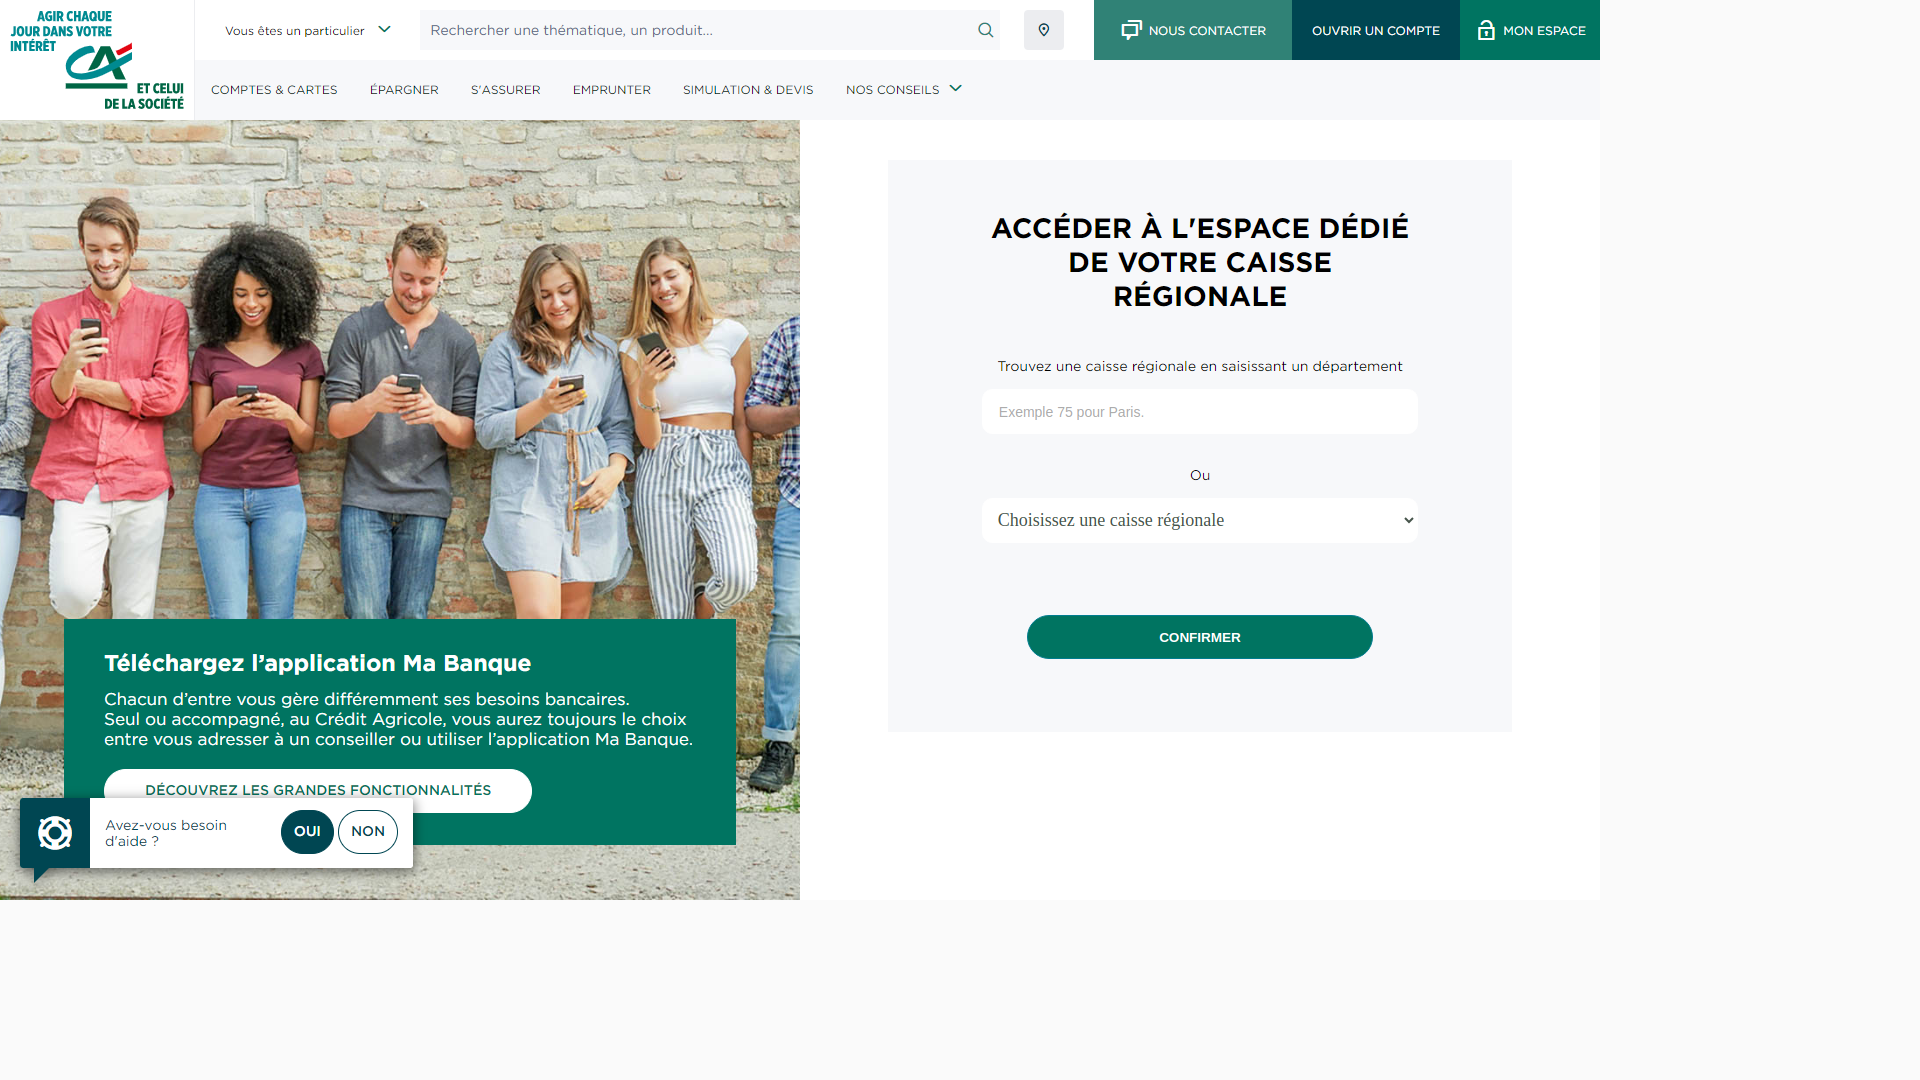 AGIR CHAQUE
JOUR DANS VOTRE
INTÉRÊT
CA
ET CELUI
DE LA SOCIÉTÉ
Vous êtes un particulier
Rechercher une thématique, un produit...
NOUS CONTACTER
OUVRIR UN COMPTE
MON ESPACE
COMPTES & CARTES
ÉPARGNER
S'ASSURER
EMPRUNTER
SIMULATION & DEVIS
NOS CONSEILS
ACCÉDER À L'ESPACE DÉDIÉ
DE VOTRE CAISSE
RÉGIONALE
Trouvez une caisse régionale en saisissant un département
Exemple 75 pour Paris.
Ou
Choisissez une caisse régionale
CONFIRMER
Téléchargez l’application Ma Banque
Chacun d’entre vous gère différemment ses besoins bancaires.
Seul ou accompagné, au Crédit Agricole, vous aurez toujours le choix
entre vous adresser à un conseiller ou utiliser l’application Ma Banque.
DÉCOUVREZ LES GRANDES FONCTIONNALITÉS
Avez-vous besoin
d'aide ?
OUI
NON